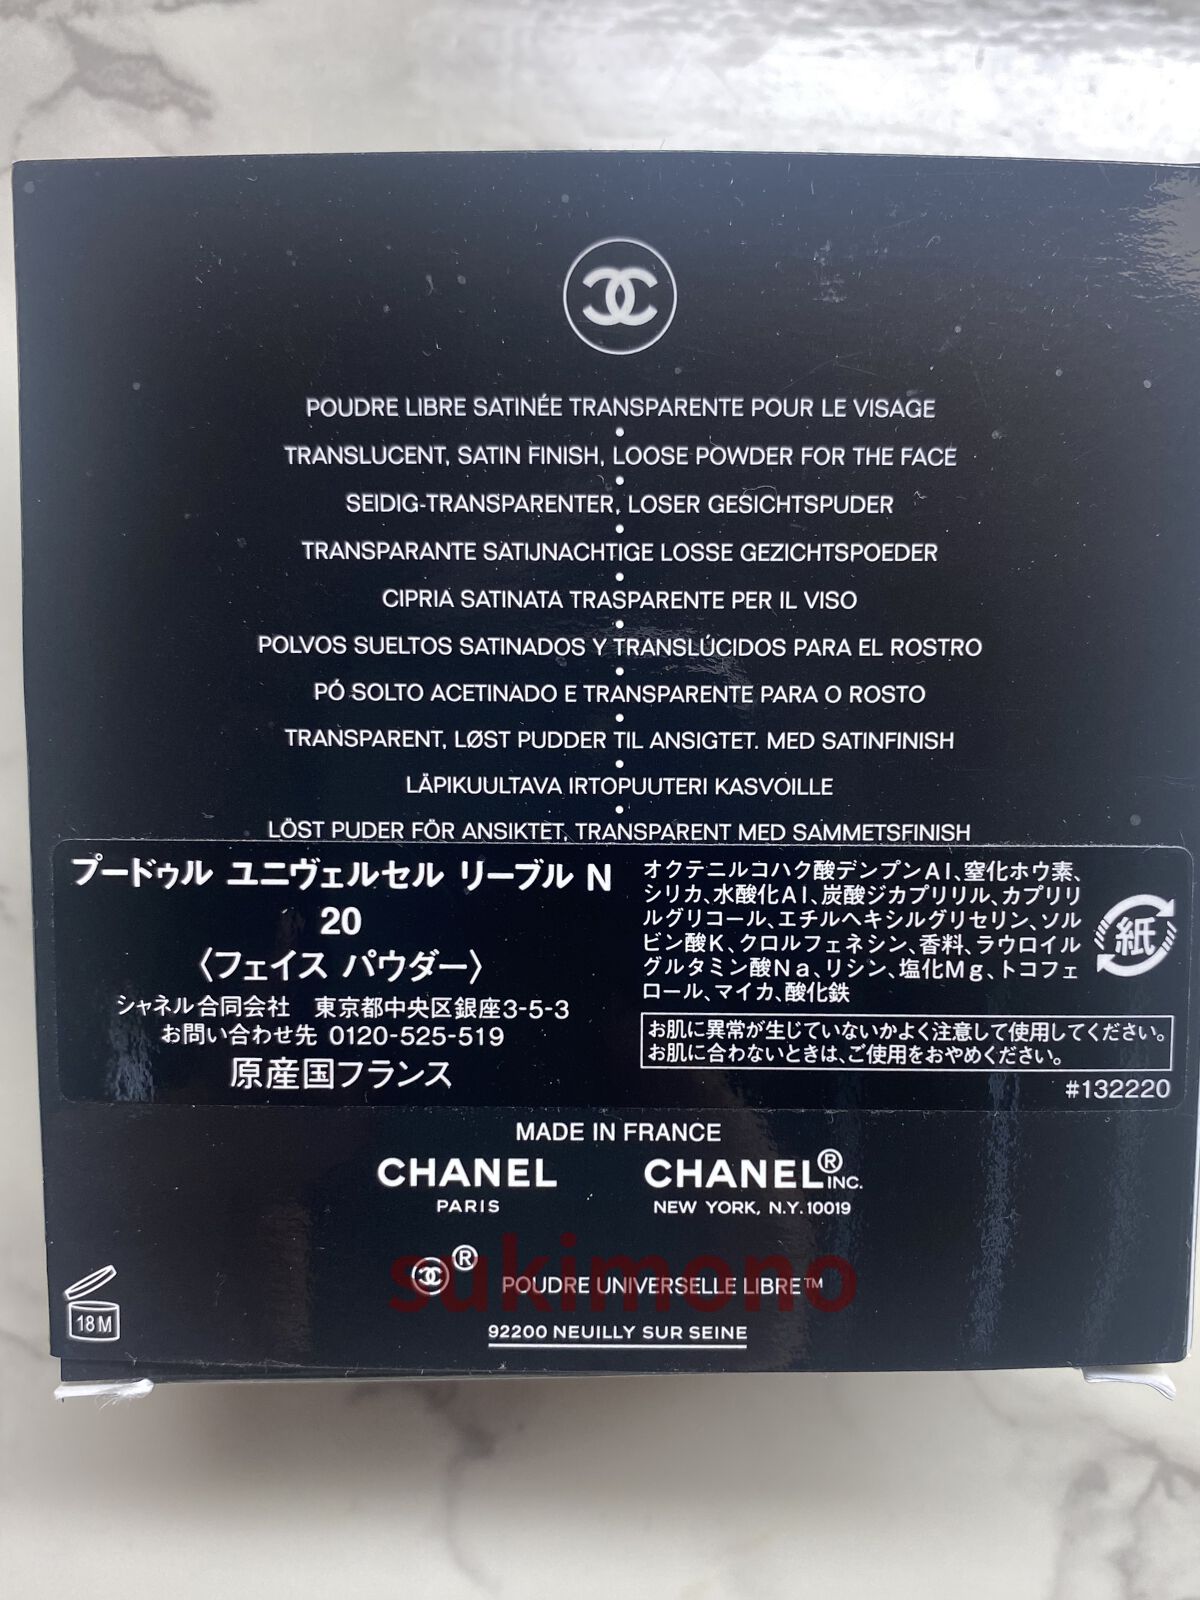 POUDRE LIBRE SATINÉE TRANSPARENTE POUR LE VISAGE
TRANSLUCENT, SATIN FINISH, LOOSE POWDER FOR THE FACE
SEIDIG-TRANSPARENTER, LOSER GESICHTSPUDER
TRANSPARANTE SATIJNACHTIGE LOSSE GEZICHTSPOEDER
CIPRIA SATINATA TRASPARENTE PER IL VISO
POLVOS SUELTOS SATINADOS Y TRANSLÚCIDOS PARA EL ROSTRO
PÓ SOLTO ACETINADO E TRANSPARENTE PARA O ROSTO
TRANSPARENT, LØST PUDDER TIL ANSIGTET. MED SATINFINISH
LÄPIKUULTAVA IRTOPUUTERI KASVOILLE
LÖST PUDER FÖR ANSIKTET, TRANSPARENT MED SAMMETSFINISH
プードゥル ユニヴェルセル リーブル N
20
〈フェイス パウダー〉
シャネル合同会社 東京都中央区銀座3-5-3
お問い合わせ先 0120-525-519
原産国フランス
オクテニルコハク酸デンプンAl、窒化ホウ素、
シリカ、水酸化Al、炭酸ジカプリリル、カプリリ
ルグリコール、エチルヘキシルグリセリン、ソル
ビン酸K、クロルフェネシン、香料、ラウロイル
グルタミン酸Na、リシン、塩化Mg、トコフェ
ロール、マイカ、酸化鉄
紙
お肌に異常が生じていないかよく注意して使用してください。
お肌に合わないときは、ご使用をおやめください。
#132220
MADE IN FRANCE
CHANEL
PARIS
CHANEL® INC.
NEW YORK, N.Y. 10019
sukimono
® POUDRE UNIVERSELLE LIBRE™
18M
92200 NEUILLY SUR SEINE